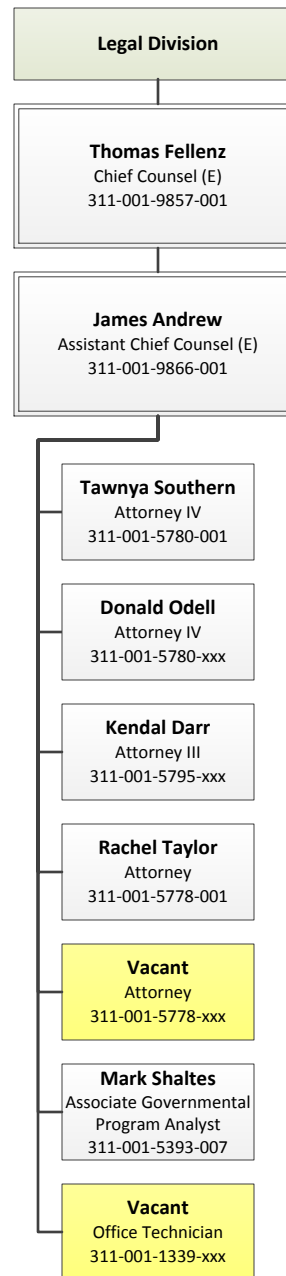 Legal Division
Thomas Fellenz
Chief Counsel (E)
311-001-9857-001
James Andrew
Assistant Chief Counsel (E)
311-001-9866-001
Tawnya Southern
Attorney IV
311-001-5780-001
Donald Odell
Attorney IV
311-001-5780-xxx
Kendal Darr
Attorney III
311-001-5795-xxx
Rachel Taylor
Attorney
311-001-5778-001
Vacant
Attorney
311-001-5778-xxx
Mark Shaltes
Associate Governmental
Program Analyst
311-001-5393-007
Vacant
Office Technician
311-001-1339-xxx